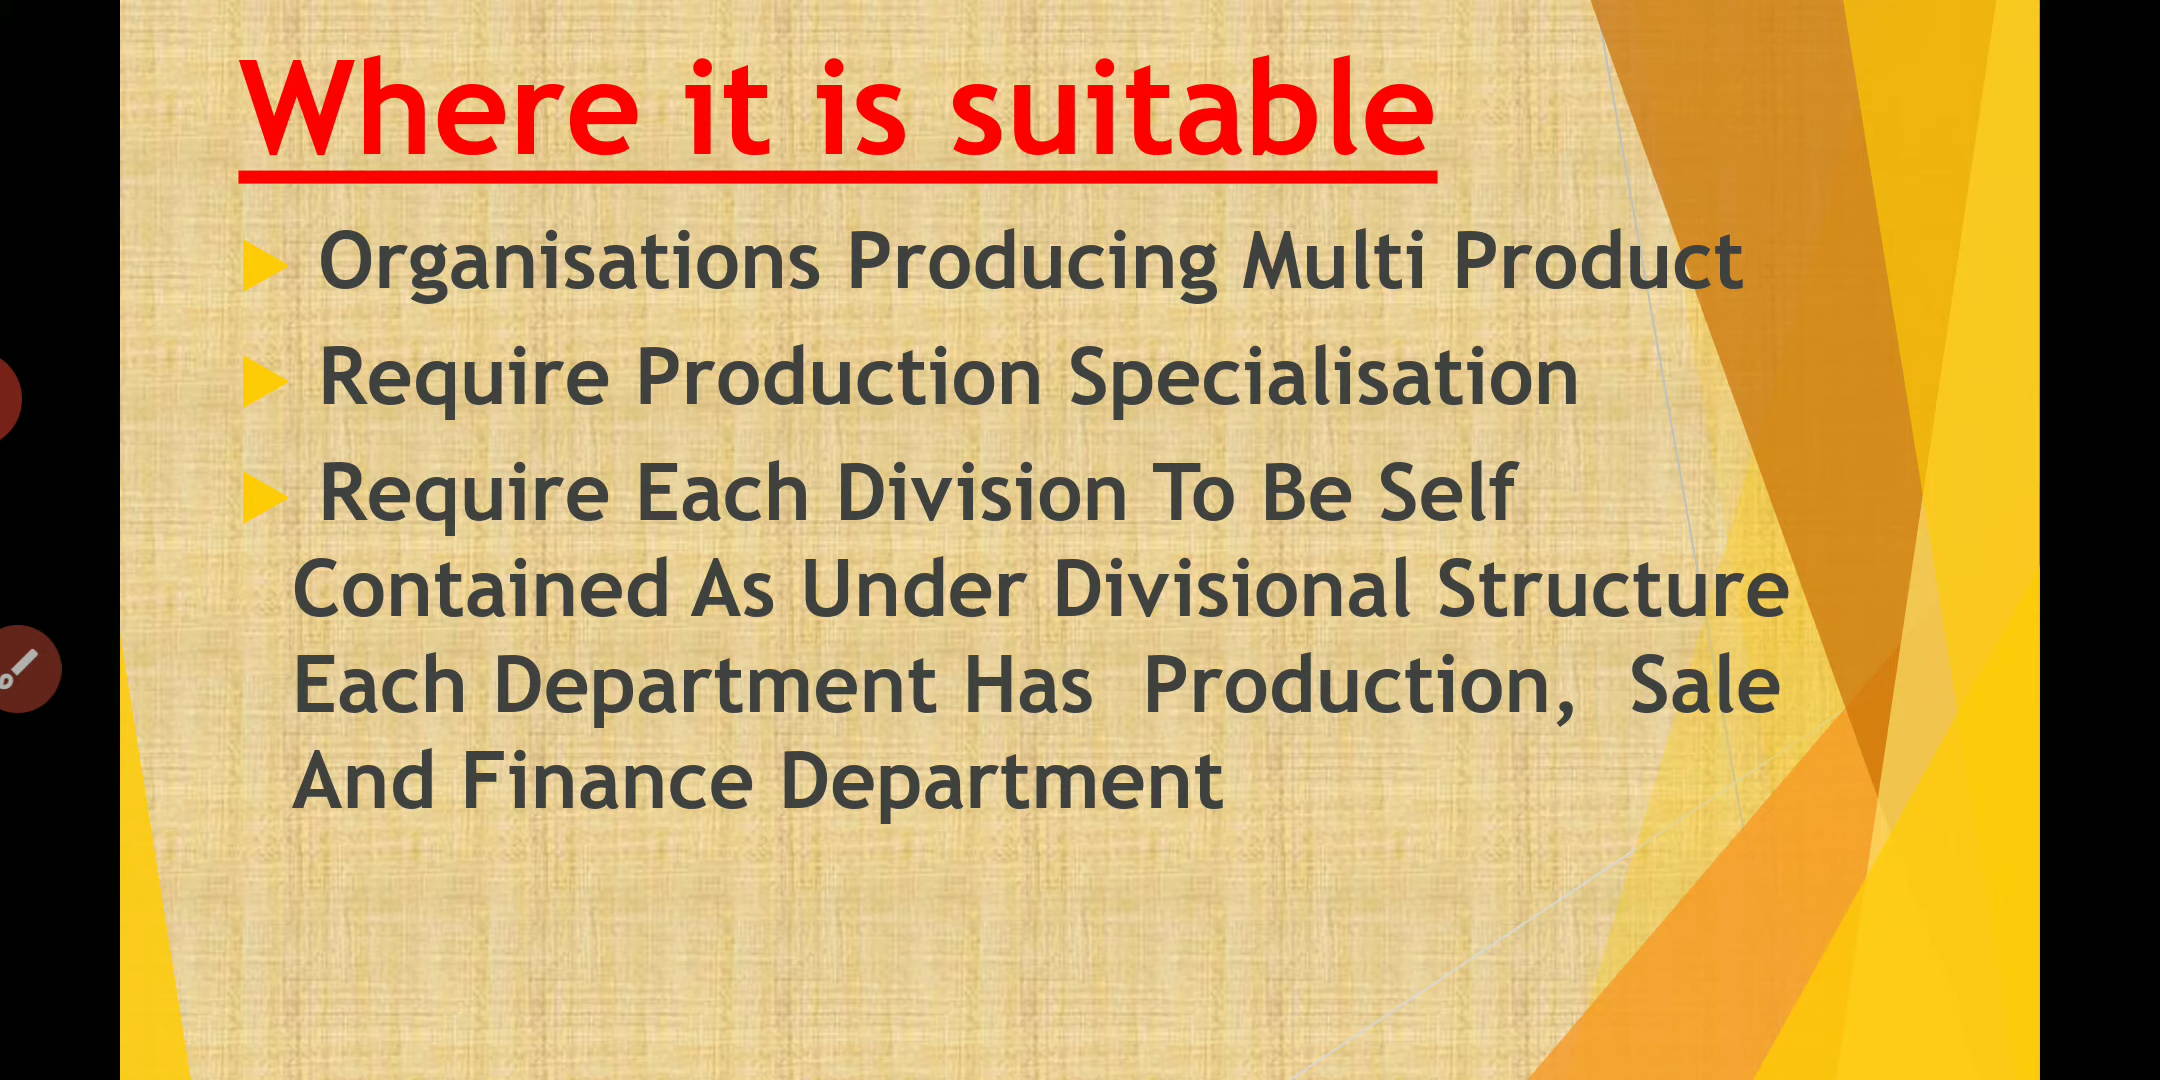 Where it is suitable
Organisations Producing Multi Product
Require Production Specialisation
Require Each Division To Be Self
Contained As Under Divisional Structure
Each Department Has Production, Sale
And Finance Department